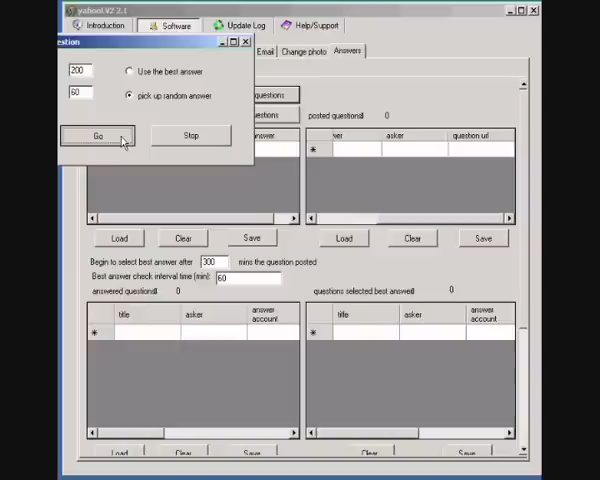 yahoo!.V2 2.1
Introduction Software Update Log Help/Support
estion
Email Change photo Answers
200 Use the best answer
60 pick up random answer
questions
estions posted questions: 0
Go Stop
nswer
ver asker question url
Load Clear Save Load Clear Save
Begin to select best answer after 300 mins the question posted
Best answer check interval time (min): 60
answered questions: 0 questions selected best answer: 0
title asker answer account title asker answer account
Load Clear Save Clear Save